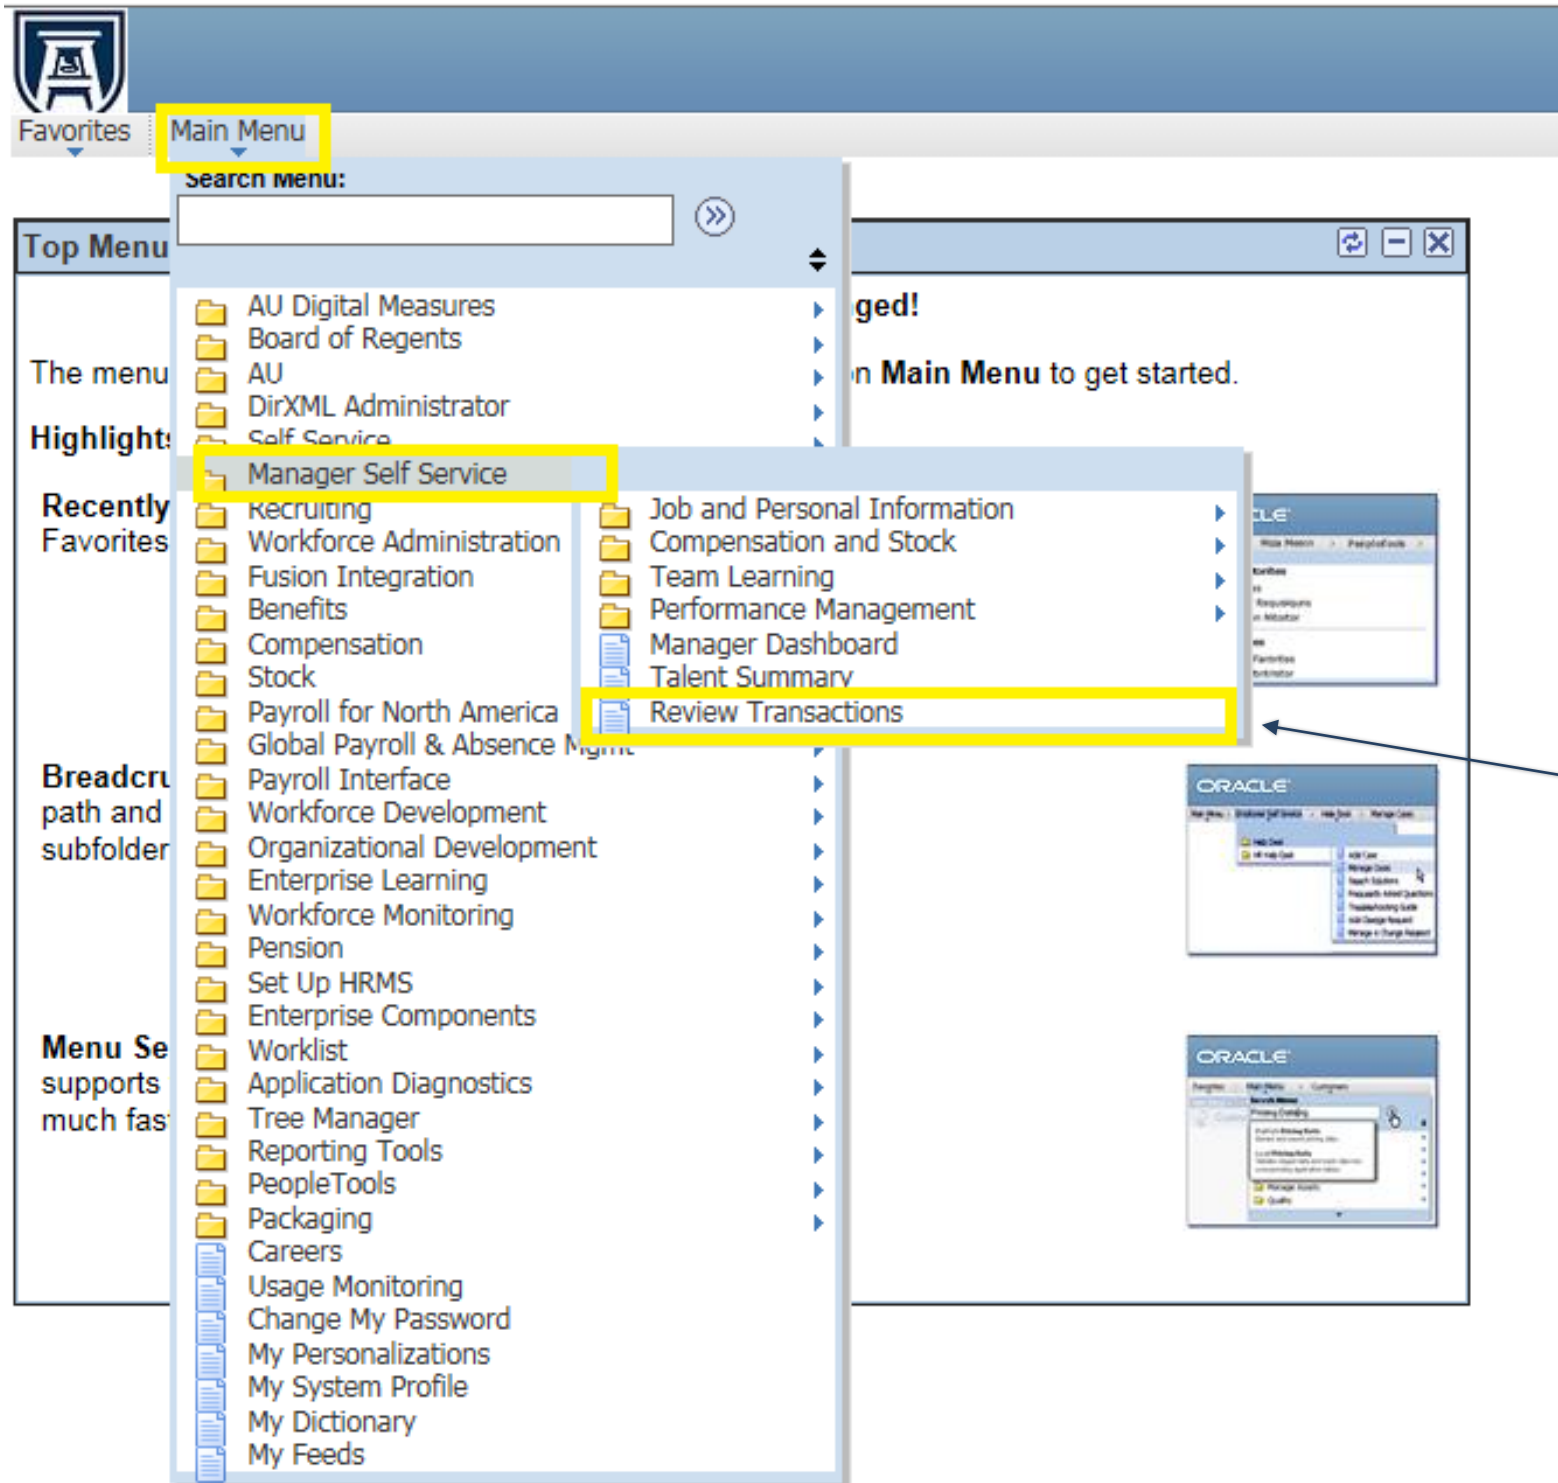 Favorites
Main Menu
Search Menu:
Top Menu
ged!
The menu
n Main Menu to get started.
Highlights
Recently
Favorites
Breadcru
path and
subfolder
Menu Se
supports
much fas
AU Digital Measures
Board of Regents
AU
DirXML Administrator
Self Service
Manager Self Service
Recruiting
Workforce Administration
Fusion Integration
Benefits
Compensation
Stock
Payroll for North America
Global Payroll & Absence Mgmt
Payroll Interface
Workforce Development
Organizational Development
Enterprise Learning
Workforce Monitoring
Pension
Set Up HRMS
Enterprise Components
Worklist
Application Diagnostics
Tree Manager
Reporting Tools
PeopleTools
Packaging
Careers
Usage Monitoring
Change My Password
My Personalizations
My System Profile
My Dictionary
My Feeds
Job and Personal Information
Compensation and Stock
Team Learning
Performance Management
Manager Dashboard
Talent Summary
Review Transactions
ORACLE
ORACLE